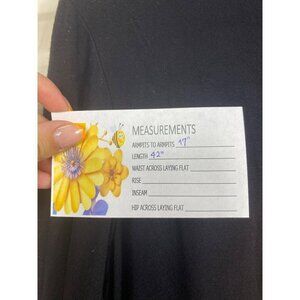 MEASUREMENTS
ARMPITS TO ARMPITS 17"
LENGTH 42"
WAIST ACROSS LAYING FLAT
RISE
INSEAM
HIP ACROSS LAYING FLAT